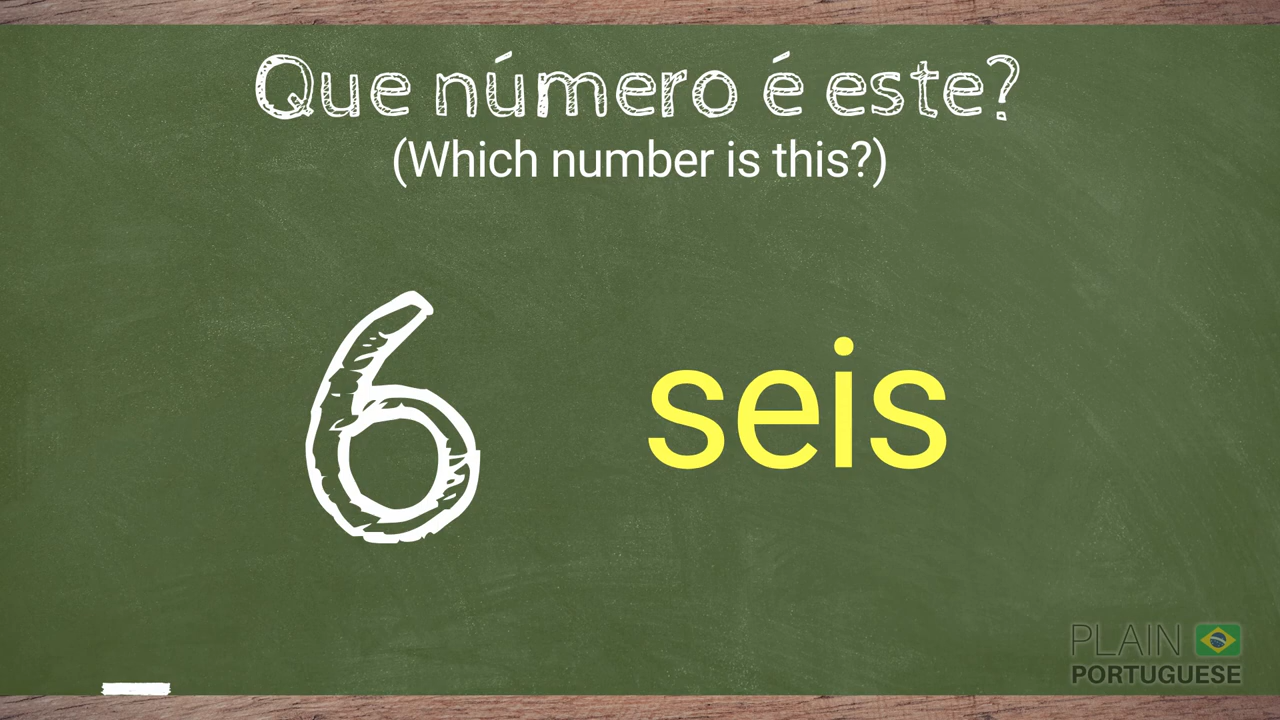 Que número é este?
(Which number is this?)
6
seis
PLAIN
PORTUGUESE